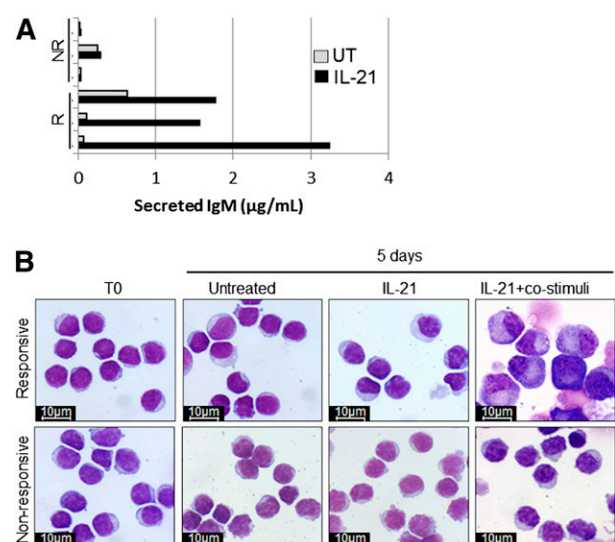 A
NR
R
UT
IL-21
0 1 2 3 4
Secreted IgM (µg/mL)
B
5 days
T0 Untreated IL-21 IL-21+co-stimuli
Responsive
10µm 10µm 10µm 10µm
Non-responsive
10µm 10µm 10µm 10µm